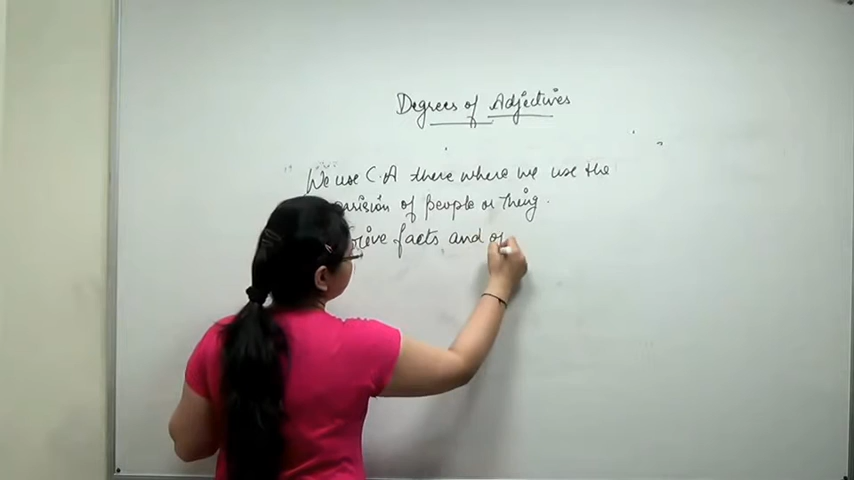 Degrees of Adjectives
We use C.A there where we use the
of people or Thing.
facts and